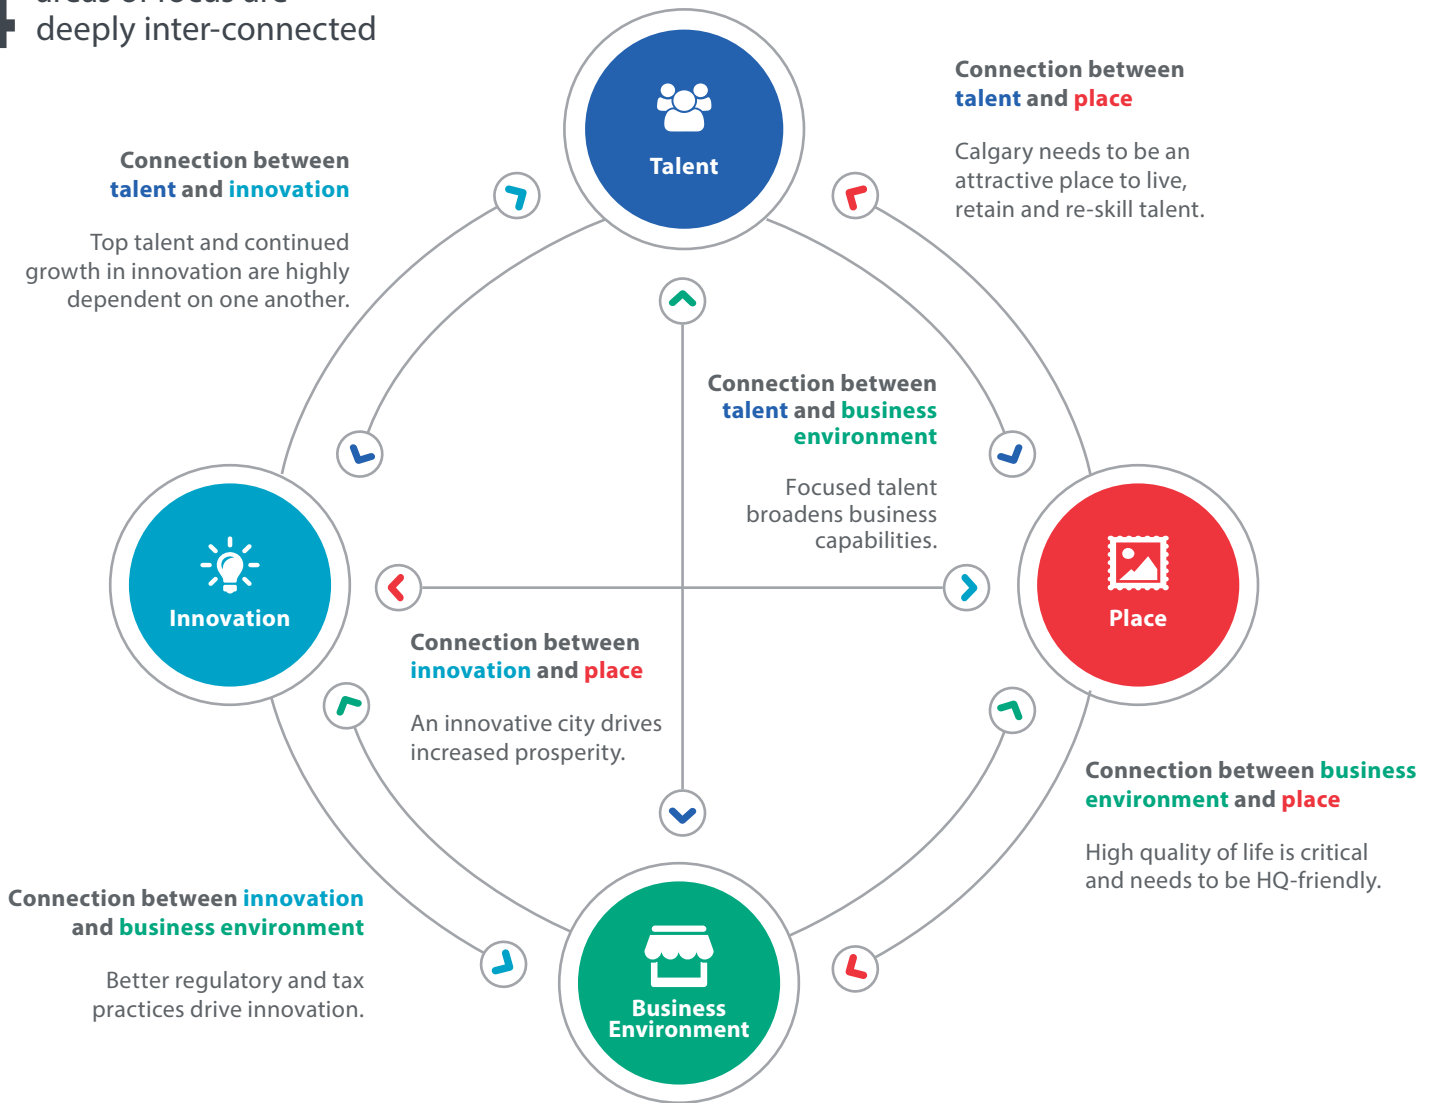 4
areas of focus are
deeply inter-connected
Talent
Connection between
talent and place
Calgary needs to be an
attractive place to live,
retain and re-skill talent.
Connection between
talent and innovation
Top talent and continued
growth in innovation are highly
dependent on one another.
Connection between
talent and business
environment
Focused talent
broadens business
capabilities.
Innovation
Place
Connection between
innovation and place
An innovative city drives
increased prosperity.
Connection between business
environment and place
High quality of life is critical
and needs to be HQ-friendly.
Connection between innovation
and business environment
Better regulatory and tax
practices drive innovation.
Business
Environment